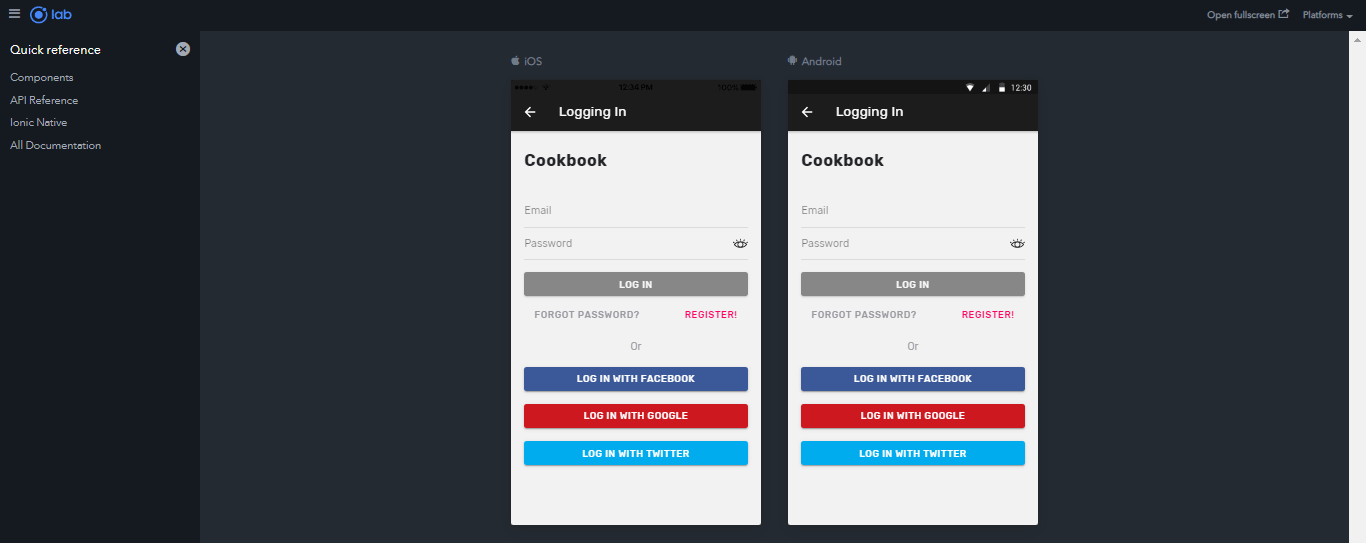 lab
Open fullscreen
Platforms
Quick reference
Components
API Reference
Ionic Native
All Documentation
iOS
12:34 PM
100%
Logging In
Cookbook
Email
Password
LOG IN
FORGOT PASSWORD? REGISTER!
Or
LOG IN WITH FACEBOOK
LOG IN WITH GOOGLE
LOG IN WITH TWITTER
Android
12:30
Logging In
Cookbook
Email
Password
LOG IN
FORGOT PASSWORD? REGISTER!
Or
LOG IN WITH FACEBOOK
LOG IN WITH GOOGLE
LOG IN WITH TWITTER